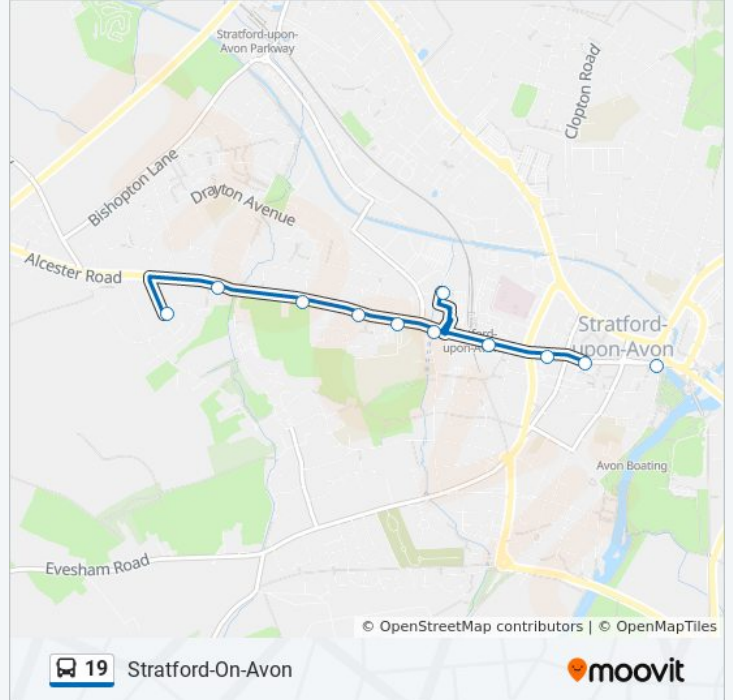 Stratford-upon-
Avon Parkway
Clopton Road
Bishopton Lane
Drayton Avenue
Alcester Road
Stratford-
upon-Avon
upon-A
Avon Boating
Evesham Road
© OpenStreetMap contributors | © OpenMapTiles
19 Stratford-On-Avon
moovit